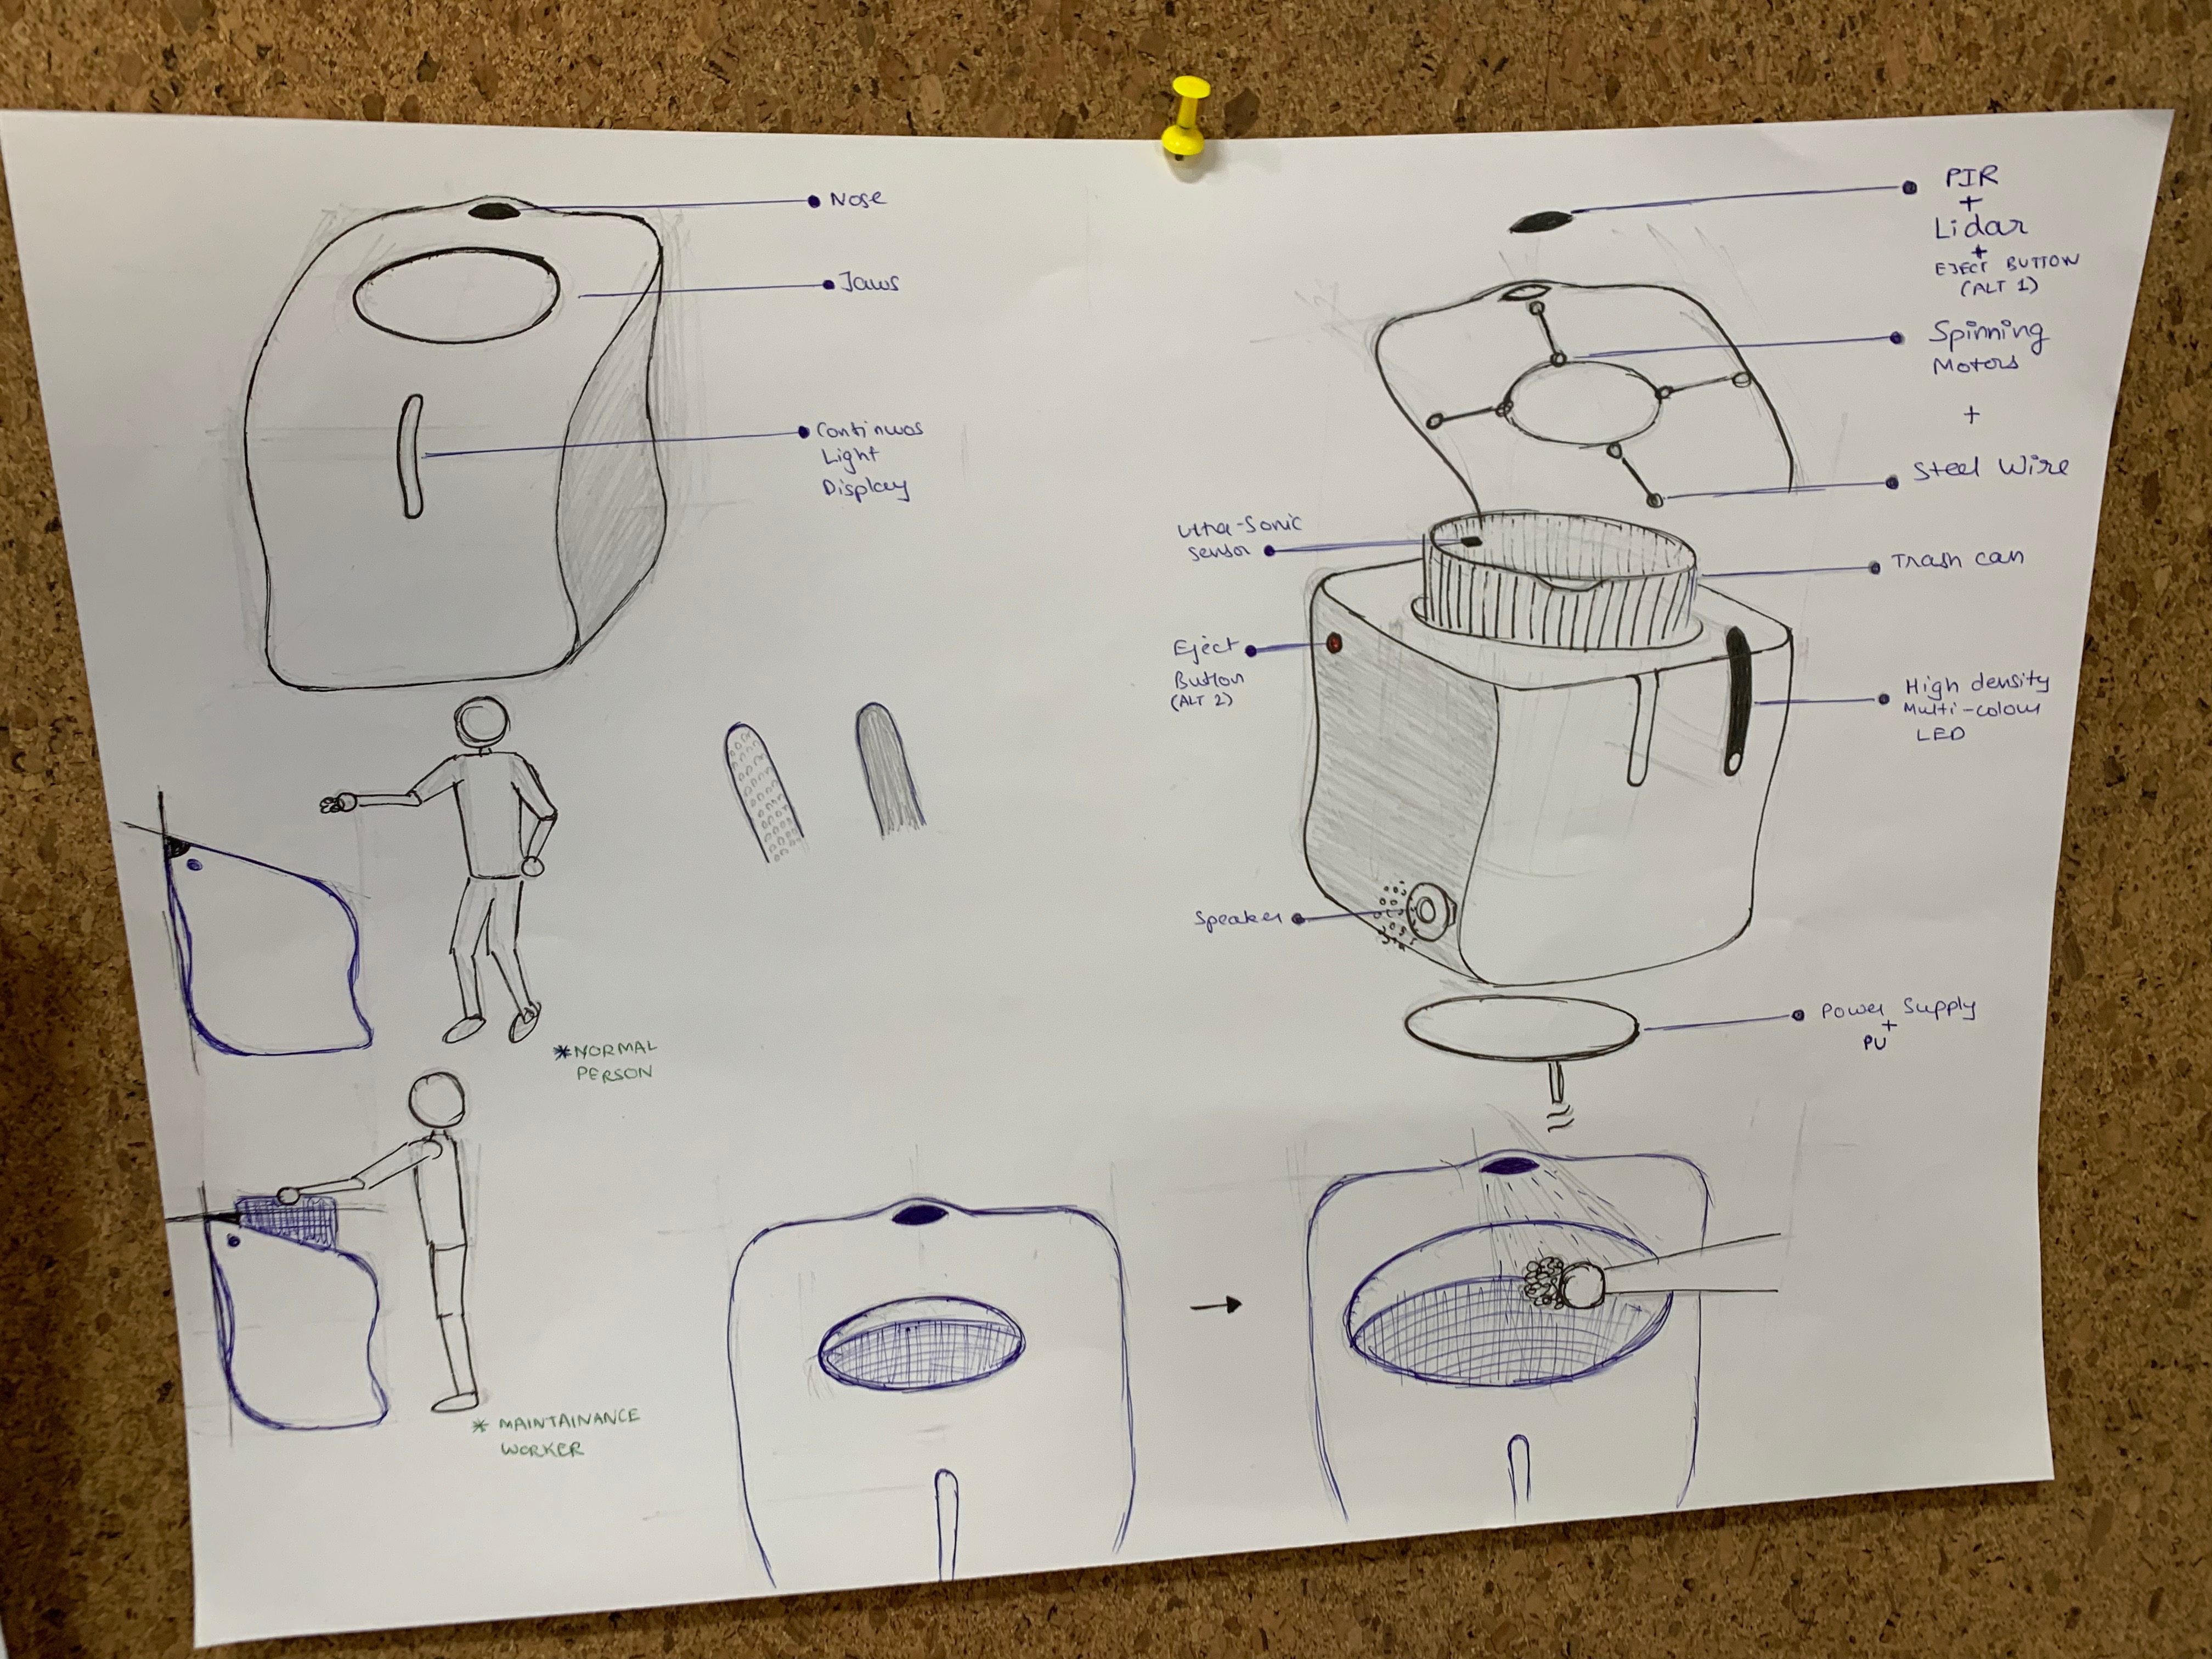 Nose
Jaws
Continuos
Light
Display
*NORMAL
PERSON
* MAINTAINANCE
WORKER
PIR
+
Lidar
+
EJECT BUTTON
(ALT 1)
Spinning
Motors
+
Steel Wire
Ultra-Sonic
Sensor
Trash can
Eject
Button
(ALT 2)
High density
Multi-colour
LED
Speaker
Power Supply
+
PU